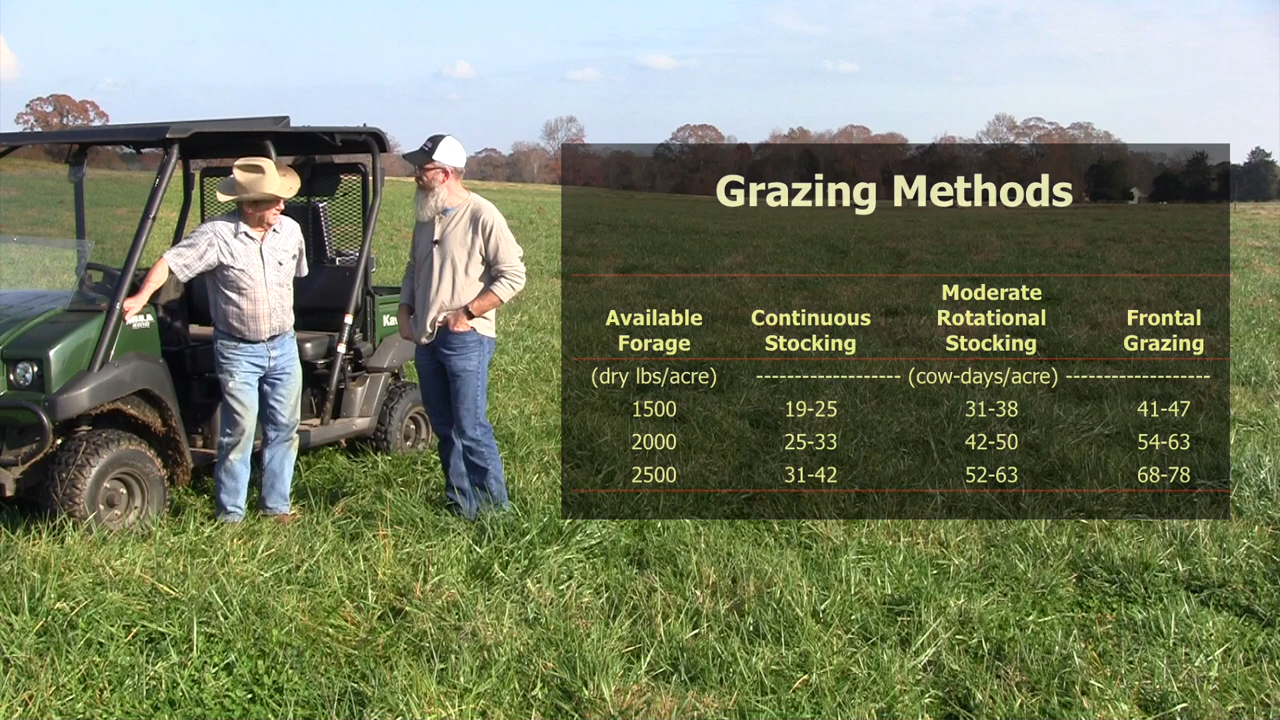 Grazing Methods
Available Forage Continuous Stocking Moderate Rotational Stocking Frontal Grazing
(dry lbs/acre) ------------------- (cow-days/acre) -------------------
1500 19-25 31-38 41-47
2000 25-33 42-50 54-63
2500 31-42 52-63 68-78